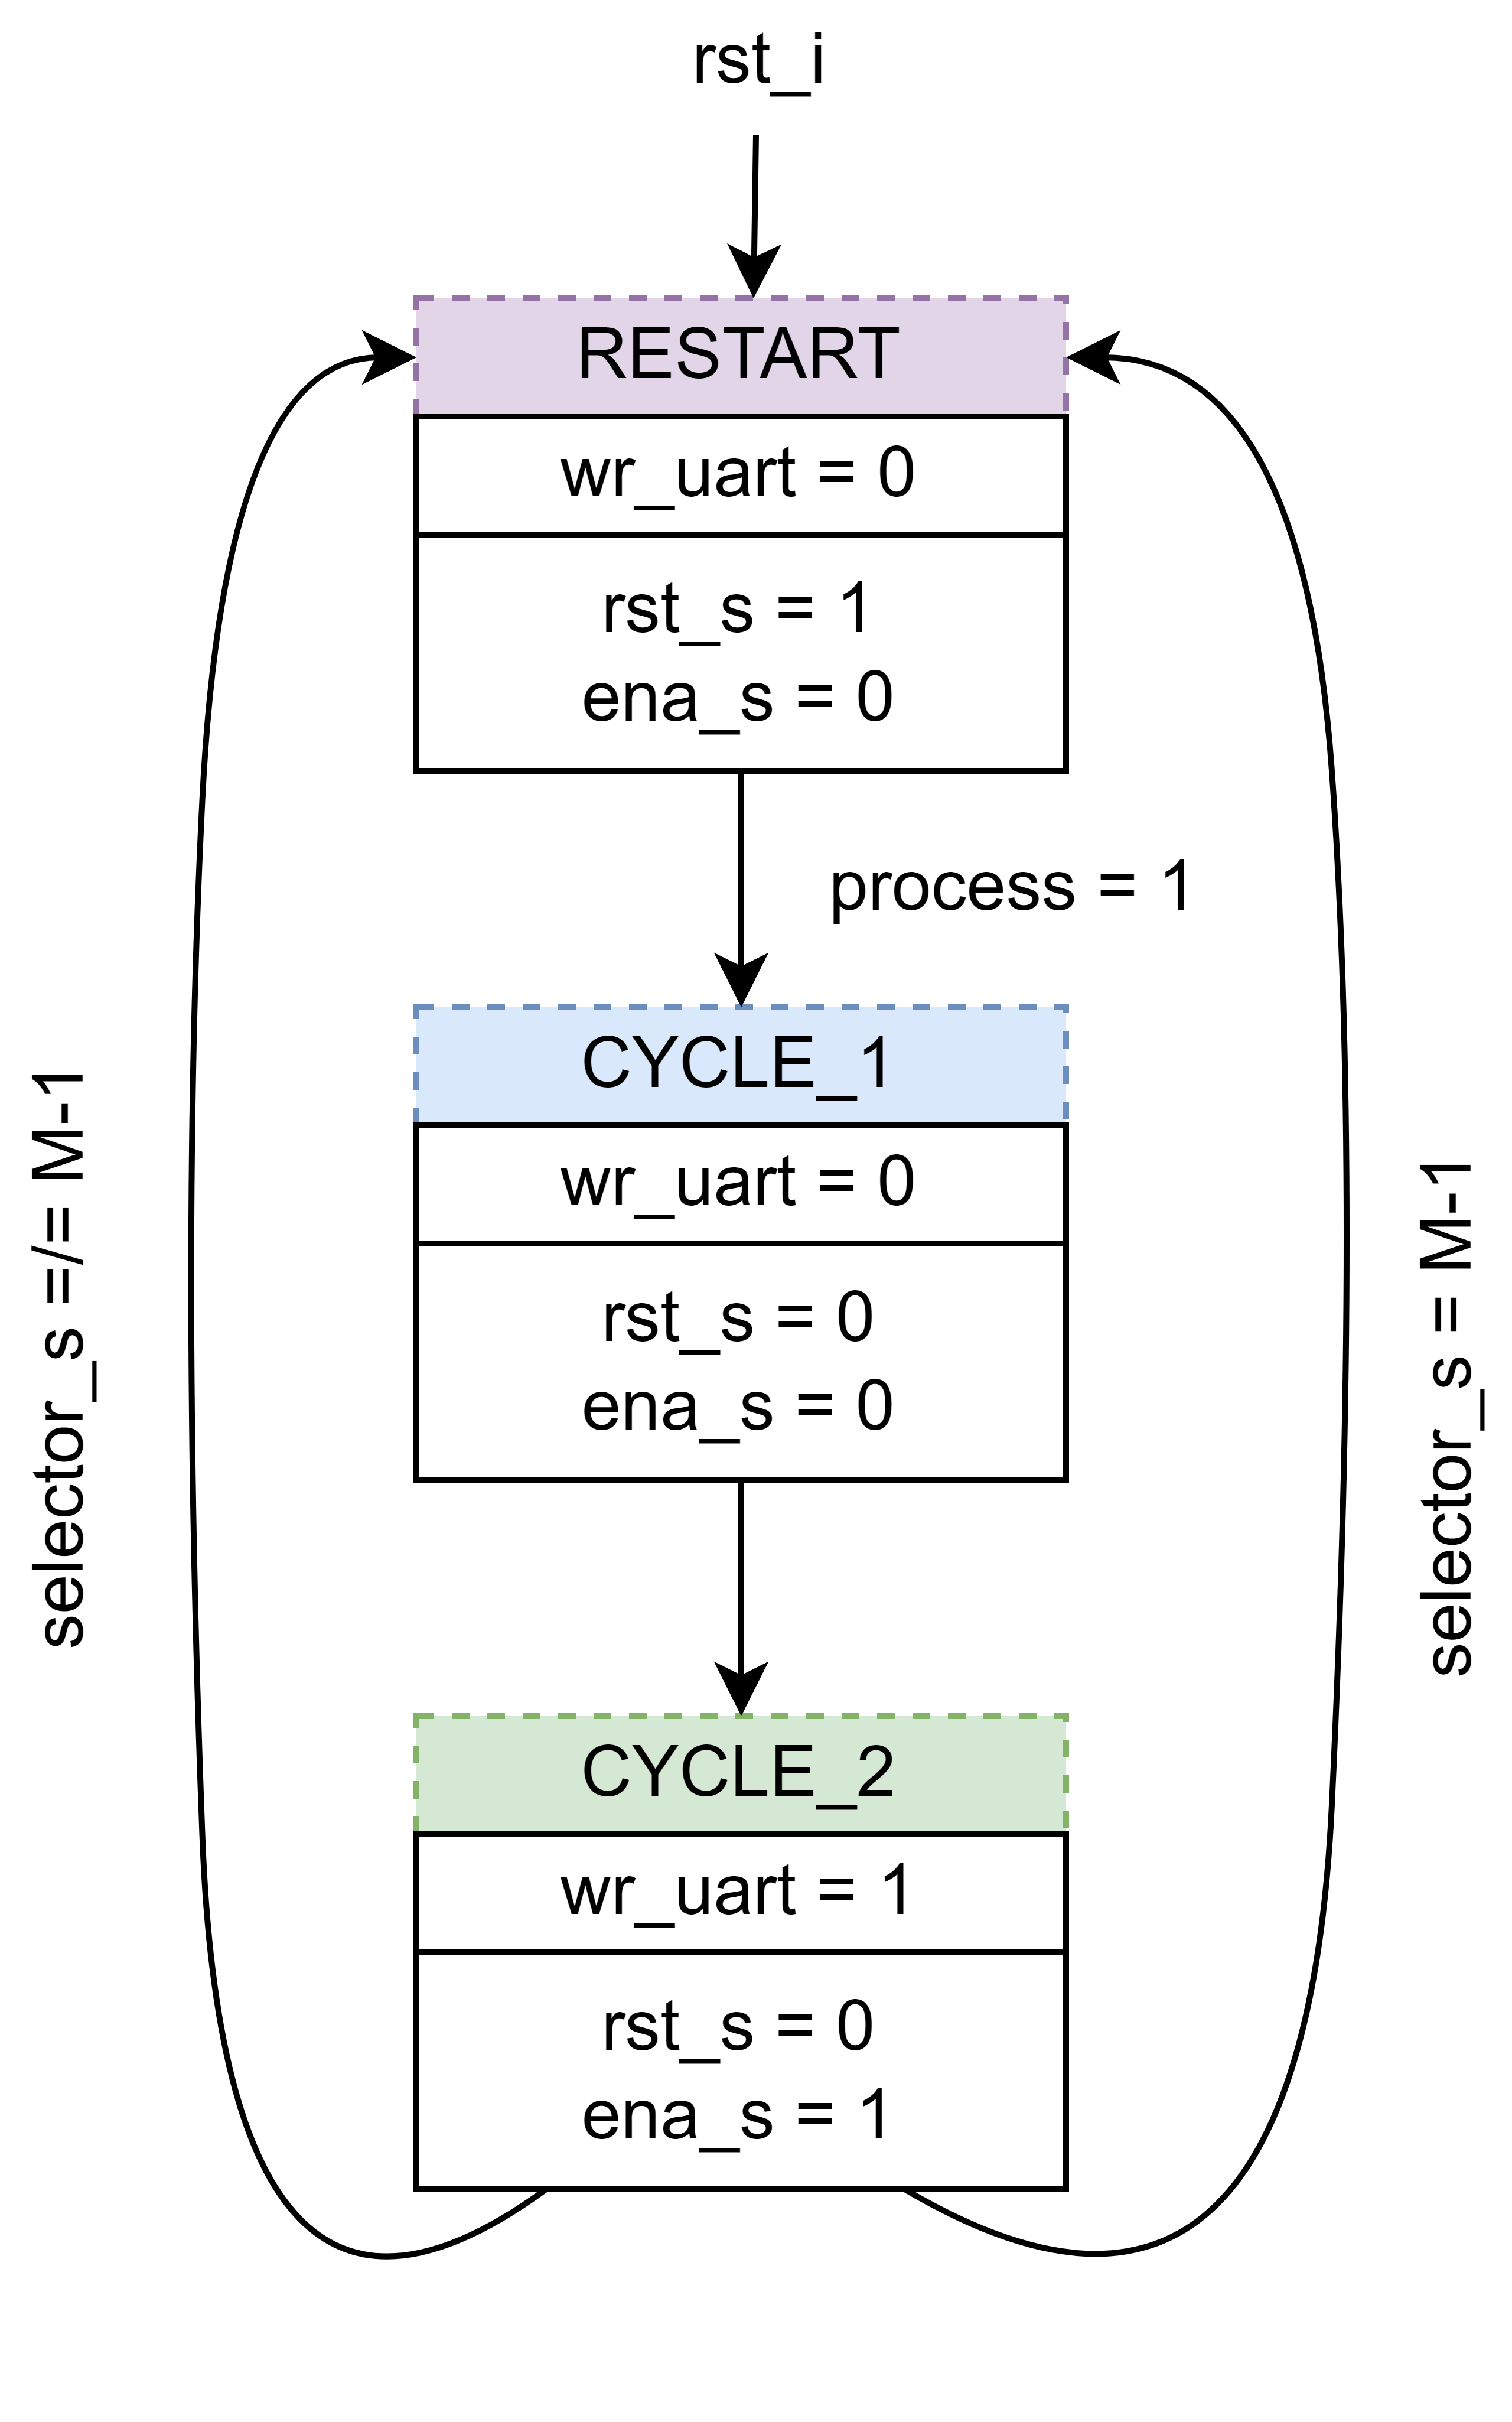 rst_i
RESTART
wr_uart = 0
rst_s = 1
ena_s = 0
process = 1
CYCLE_1
wr_uart = 0
rst_s = 0
ena_s = 0
selector_s =/= M-1
selector_s = M-1
CYCLE_2
wr_uart = 1
rst_s = 0
ena_s = 1